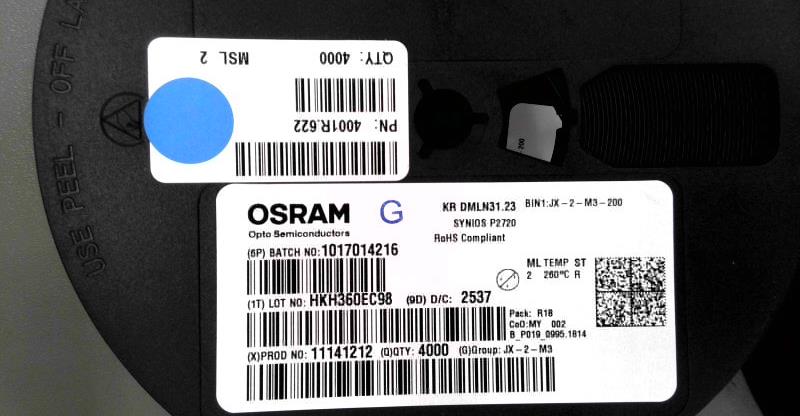 USE PEEL - OFF LA
QTY: 4000 MSL 2
PN: 4001R.622
200
OSRAM G
Opto Semiconductors
KR DMLN31.23 BIN1:JX-2-M3-200
SYNIOS P2720
RoHS Compliant
(6P) BATCH NO:1017014216
ML TEMP ST
2 260°C R
(1T) LOT NO: HKH360EC98 (9D) D/C: 2537
Pack: R18
CoO:MY 002
B_P019_0995.1814
(X)PROD NO: 11141212 (Q)QTY: 4000 (G)Group: JX-2-M3